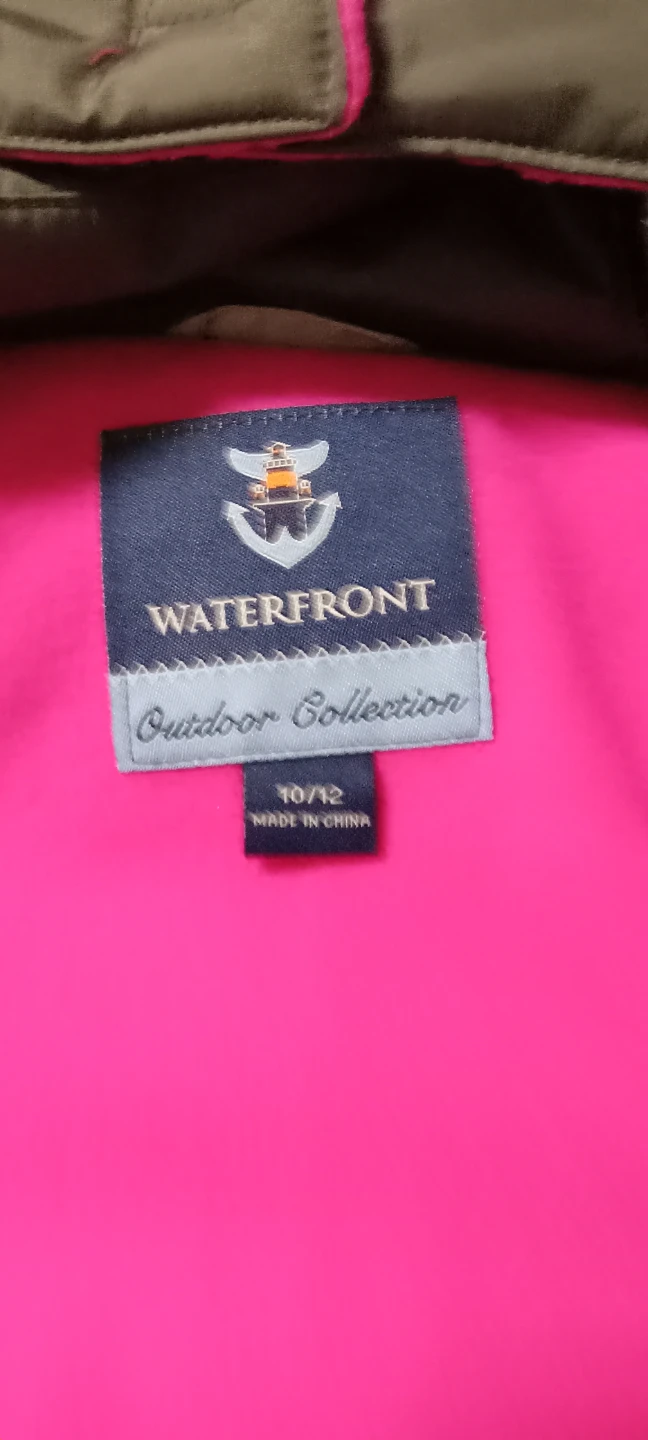 WATERFRONT
Outdoor Collection
10/12
MADE IN CHINA